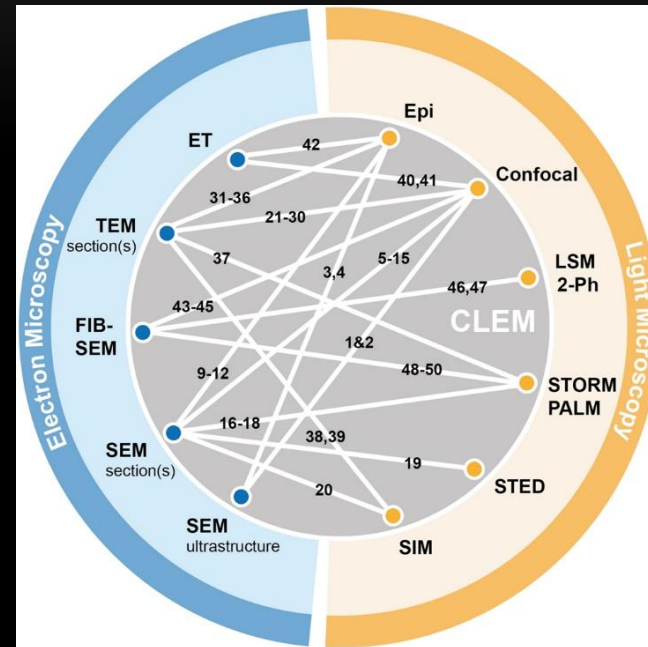 Electron Microscopy
Light Microscopy
Epi
ET
42
Confocal
40,41
31-36
TEM
section(s)
21-30
37
5-15
3,4
LSM
2-Ph
46,47
43-45
CLEM
FIB-
SEM
1&2
9-12
48-50
STORM
PALM
16-18
38,39
SEM
section(s)
19
STED
20
SEM
ultrastructure
SIM